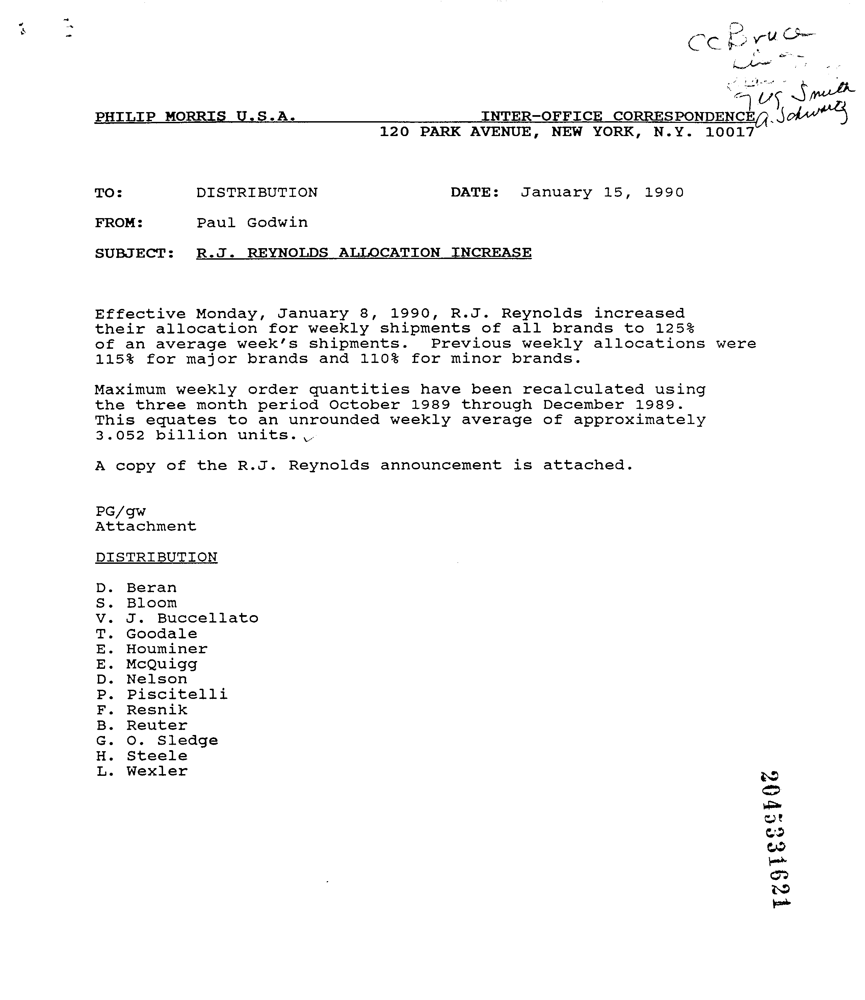 CC Bruce
Smith
PHILIP MORRIS U.S.A. INTER-OFFICE CORRESPONDENCE
A. Schwartz
120 PARK AVENUE, NEW YORK, N.Y. 10017
TO: DISTRIBUTION DATE: January 15, 1990
FROM: Paul Godwin
SUBJECT: R.J. REYNOLDS ALLOCATION INCREASE
Effective Monday, January 8, 1990, R.J. Reynolds increased
their allocation for weekly shipments of all brands to 125%
of an average week's shipments. Previous weekly allocations were
115% for major brands and 110% for minor brands.
Maximum weekly order quantities have been recalculated using
the three month period October 1989 through December 1989.
This equates to an unrounded weekly average of approximately
3.052 billion units.
A copy of the R.J. Reynolds announcement is attached.
PG/gw
Attachment
DISTRIBUTION
D. Beran
S. Bloom
V. J. Buccellato
T. Goodale
E. Houminer
E. McQuigg
D. Nelson
P. Piscitelli
F. Resnik
B. Reuter
G. O. Sledge
H. Steele
L. Wexler
2045331621